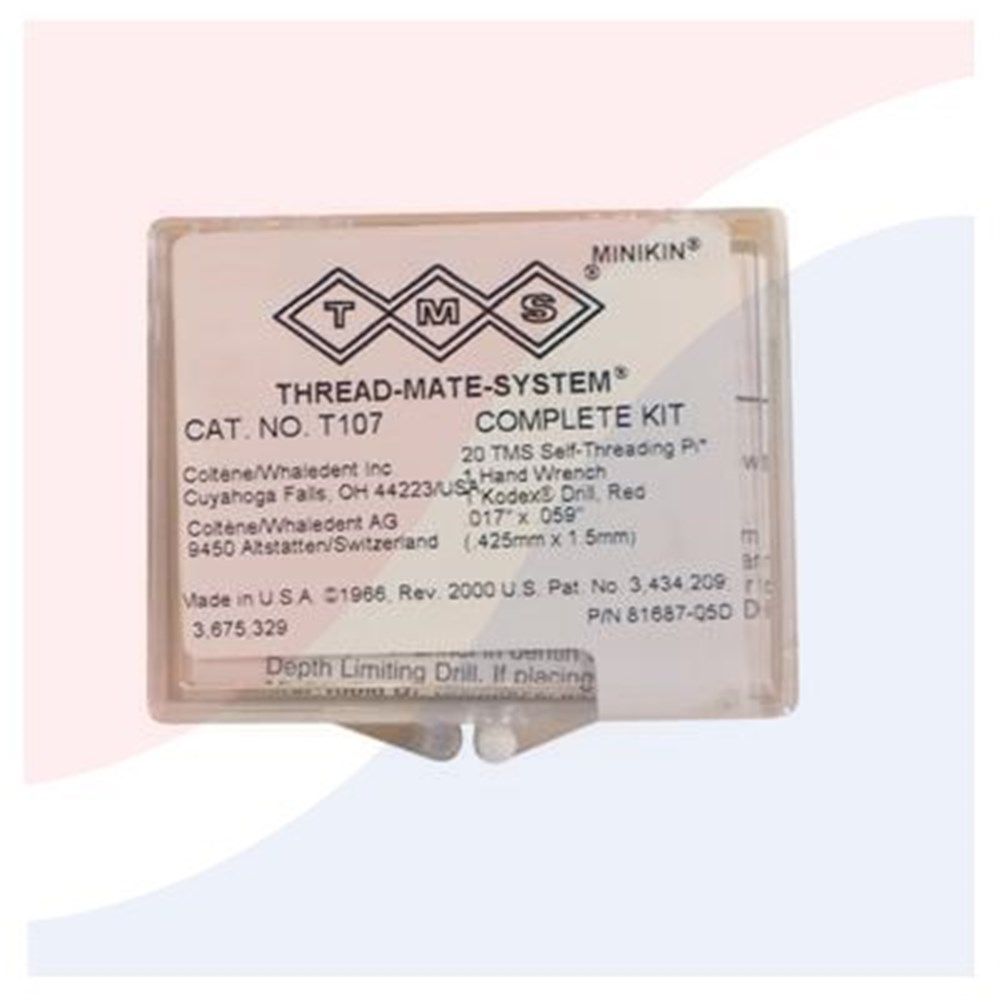 MINIKIN®
TMS®
THREAD-MATE-SYSTEM®
CAT. NO. T107
COMPLETE KIT
20 TMS Self-Threading
1 Hand Wrench
1 Kodex® Drill, Red
.017" x .059"
(.425mm x 1.5mm)
Coltène/Whaledent Inc
Cuyahoga Falls, OH 44223/USA
Coltène/Whaledent AG
9450 Altstätten/Switzerland
Made in U.S.A. ©1966, Rev. 2000 U.S. Pat. No. 3,434,209;
3,675,329
P/N 81687-05D
Depth Limiting Drill. If placing